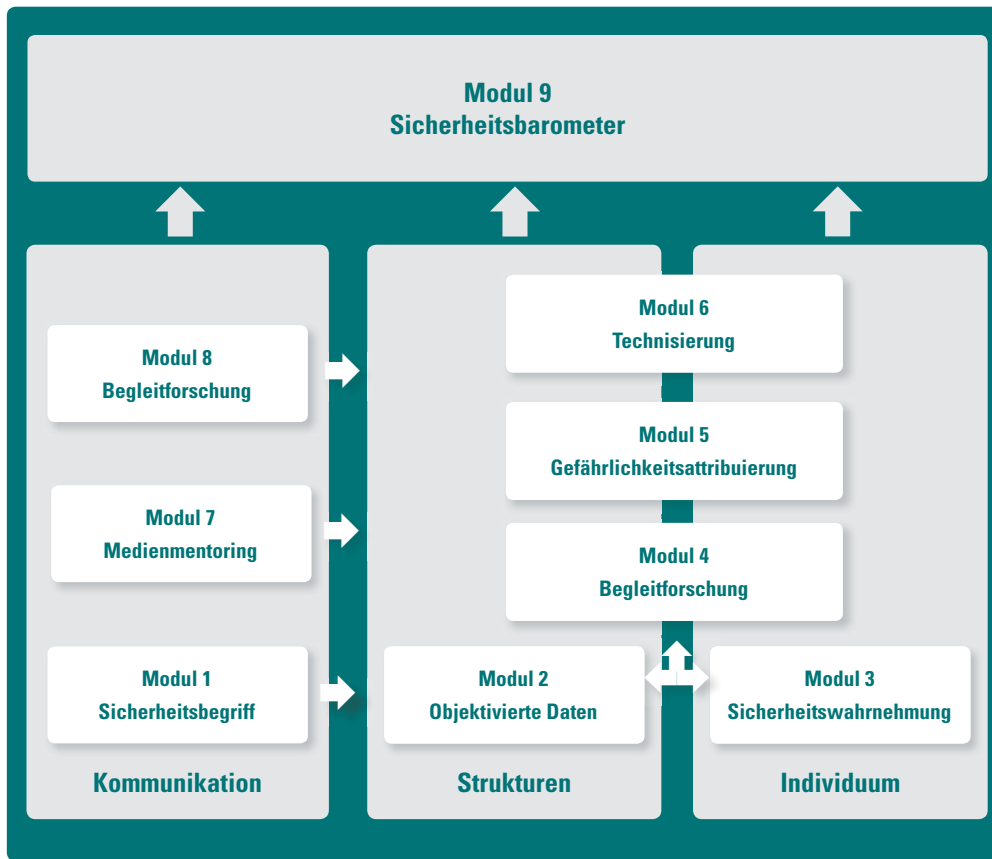 Modul 9
Sicherheitsbarometer
Modul 8
Begleitforschung
Modul 7
Medienmentoring
Modul 1
Sicherheitsbegriff
Kommunikation
Modul 6
Technisierung
Modul 5
Gefährlichkeitsattribuierung
Modul 4
Begleitforschung
Modul 2
Objektivierte Daten
Strukturen
Modul 3
Sicherheitswahrnehmung
Individuum